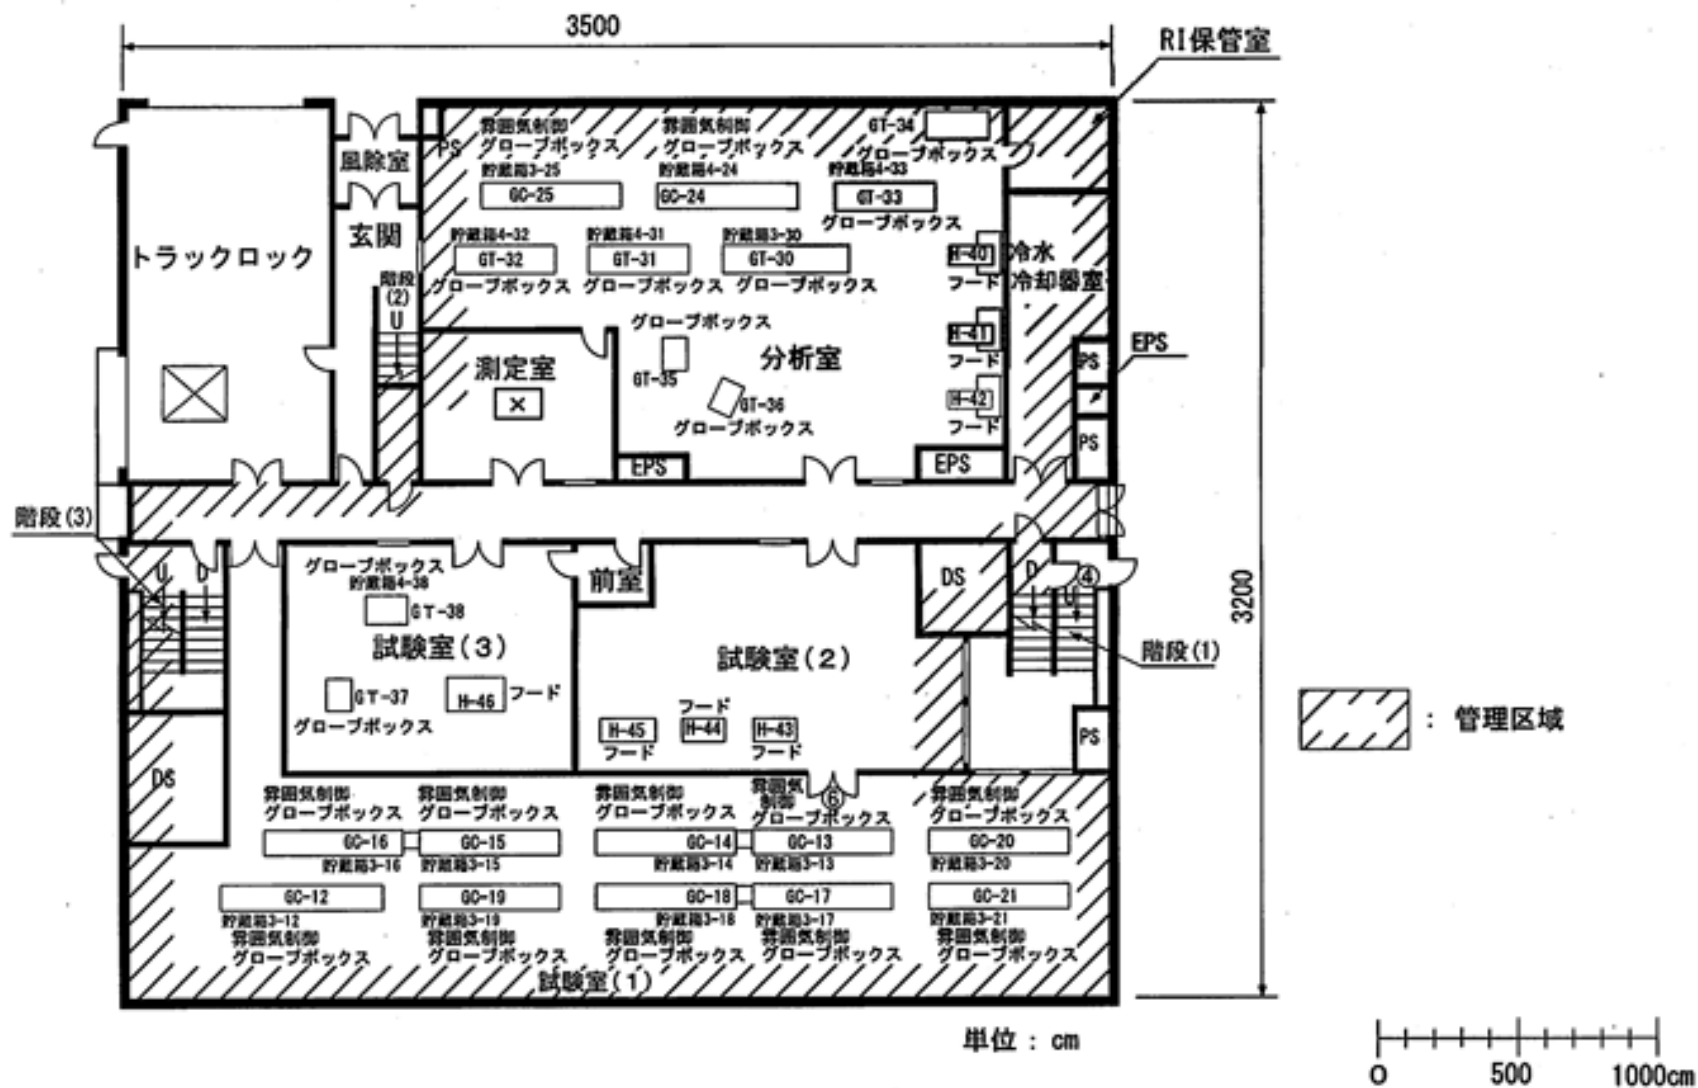 3500
RI保管室
雰囲気制御
グローブボックス
雰囲気制御
グローブボックス
GT-34
グローブボックス
PS
風除室
貯蔵箱3-25
GC-25
貯蔵箱4-24
GC-24
貯蔵箱4-33
GT-33
グローブボックス
トラックロック
玄関
貯蔵箱4-32
GT-32
グローブボックス
貯蔵箱4-31
GT-31
グローブボックス
貯蔵箱3-30
GT-30
グローブボックス
H-40
フード
冷水
冷却器室
階段
(2)
U
グローブボックス
GT-35
GT-36
グローブボックス
分析室
H-41
フード
H-42
フード
測定室
EPS
PS
PS
EPS
EPS
階段(3)
3200
U
D
グローブボックス
貯蔵箱4-38
GT-38
試験室(3)
GT-37
グローブボックス
H-46
フード
前室
試験室(2)
フード
H-45
フード
H-44
H-43
フード
DS
D
U
④
階段(1)
PS
: 管理区域
DS
雰囲気制御
グローブボックス
雰囲気制御
グローブボックス
雰囲気制御
グローブボックス
雰囲気
制御
グローブボックス
⑥
雰囲気制御
グローブボックス
GC-16
GC-15
GC-14
GC-13
GC-20
貯蔵箱3-16
貯蔵箱3-15
貯蔵箱3-14
貯蔵箱3-13
貯蔵箱3-20
GC-12
GC-19
GC-18
GC-17
GC-21
貯蔵箱3-12
貯蔵箱3-19
貯蔵箱3-18
貯蔵箱3-17
貯蔵箱3-21
雰囲気制御
グローブボックス
雰囲気制御
グローブボックス
雰囲気制御
グローブボックス
雰囲気制御
グローブボックス
雰囲気制御
グローブボックス
試験室(1)
単位 : cm
0 500 1000cm